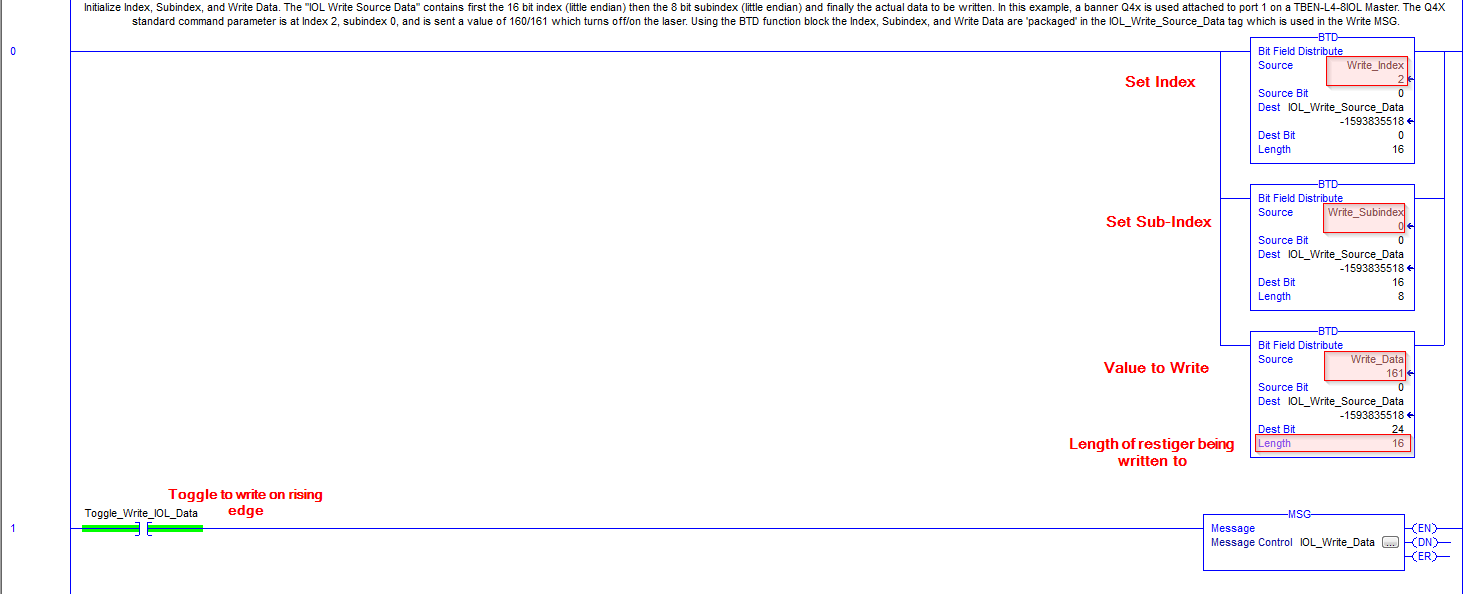 Initialize Index, Subindex, and Write Data. The "IOL Write Source Data" contains first the 16 bit index (little endian) then the 8 bit subindex (little endian) and finally the actual data to be written. In this example, a banner Q4x is used attached to port 1 on a TBEN-L4-8IOL Master. The Q4X
standard command parameter is at Index 2, subindex 0, and is sent a value of 160/161 which turns off/on the laser. Using the BTD function block the Index, Subindex, and Write Data are 'packaged' in the IOL_Write_Source_Data tag which is used in the Write MSG.
0
BTD
Bit Field Distribute
Source Write_Index
2
Set Index
Source Bit 0
Dest IOL_Write_Source_Data
-1593835518
Dest Bit 0
Length 16
BTD
Bit Field Distribute
Source Write_Subindex
0
Set Sub-Index
Source Bit 0
Dest IOL_Write_Source_Data
-1593835518
Dest Bit 16
Length 8
BTD
Bit Field Distribute
Source Write_Data
161
Value to Write
Source Bit 0
Dest IOL_Write_Source_Data
-1593835518
Dest Bit 24
Length 16
Length of restiger being
written to
Toggle to write on rising
edge
Toggle_Write_IOL_Data
1
MSG
Message
Message Control IOL_Write_Data ...
EN
DN
ER